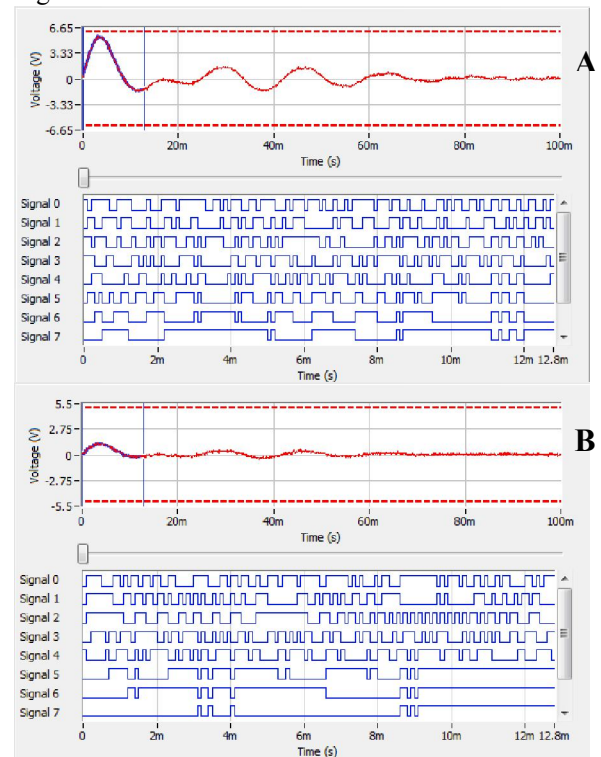 6.65
3.33
0
-3.33
-6.65
Voltage (V)
0 20m 40m 60m 80m 100m
Time (s)
A
Signal 0
Signal 1
Signal 2
Signal 3
Signal 4
Signal 5
Signal 6
Signal 7
0 2m 4m 6m 8m 10m 12m 12.8m
Time (s)
5.5
2.75
0
-2.75
-5.5
Voltage (V)
0 20m 40m 60m 80m 100m
Time (s)
B
Signal 0
Signal 1
Signal 2
Signal 3
Signal 4
Signal 5
Signal 6
Signal 7
0 2m 4m 6m 8m 10m 12m 12.8m
Time (s)